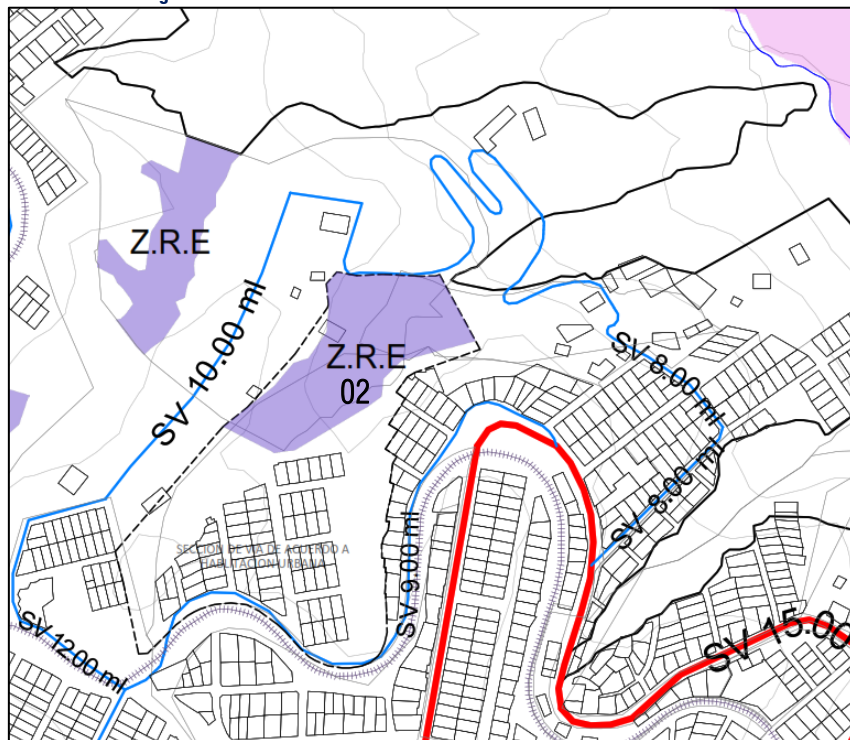 Z.R.E
SV 10.00 ml
Z.R.E
02
SV 8.00 ml
SV 8.00 ml
SV 9.00 ml
SECCION DE VIA DE ACUERDO A
HABILITACION URBANA
SV 12.00 ml
SV 15.00